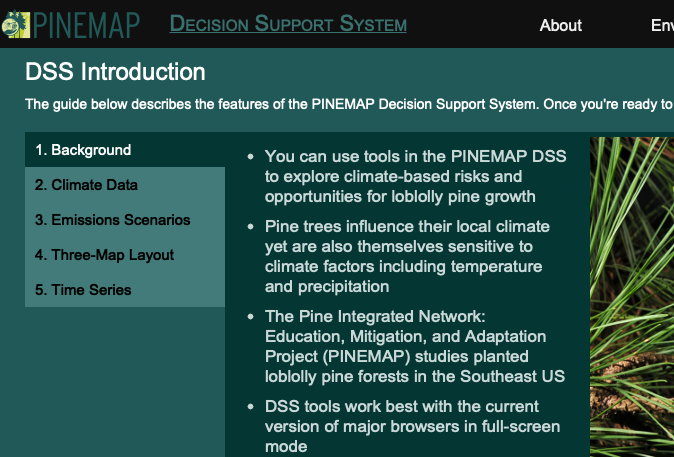 PINEMAP
DECISION SUPPORT SYSTEM
About
Env
DSS Introduction
The guide below describes the features of the PINEMAP Decision Support System. Once you're ready to
1. Background
2. Climate Data
3. Emissions Scenarios
4. Three-Map Layout
5. Time Series
• You can use tools in the PINEMAP DSS
to explore climate-based risks and
opportunities for loblolly pine growth
• Pine trees influence their local climate
yet are also themselves sensitive to
climate factors including temperature
and precipitation
• The Pine Integrated Network:
Education, Mitigation, and Adaptation
Project (PINEMAP) studies planted
loblolly pine forests in the Southeast US
• DSS tools work best with the current
version of major browsers in full-screen
mode